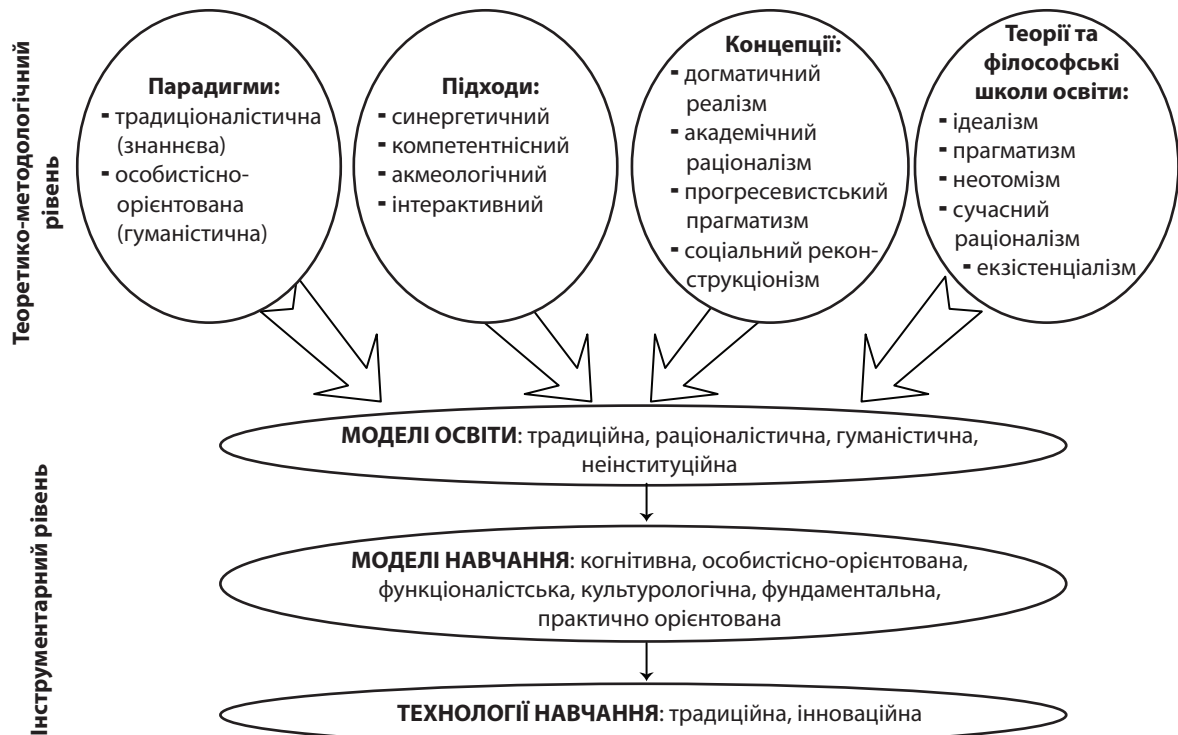 Теоретико-методологічний
рівень
Парадигми:
- традиціоналістична
(знаннєва)
- особистісно-
орієнтована
(гуманістична)
Підходи:
- синергетичний
- компетентнісний
- акмеологічний
- інтерактивний
Концепції:
- догматичний
реалізм
- академічний
раціоналізм
- прогресевистський
прагматизм
- соціальний рекон-
струкціонізм
Теорії та
філософські
школи освіти:
- ідеалізм
- прагматизм
- неотомізм
- сучасний
раціоналізм
- екзістенціалізм
Інструментарний рівень
МОДЕЛІ ОСВІТИ: традиційна, раціоналістична, гуманістична,
неінституційна
МОДЕЛІ НАВЧАННЯ: когнітивна, особистісно-орієнтована,
функціоналістська, культурологічна, фундаментальна,
практично орієнтована
ТЕХНОЛОГІЇ НАВЧАННЯ: традиційна, інноваційна